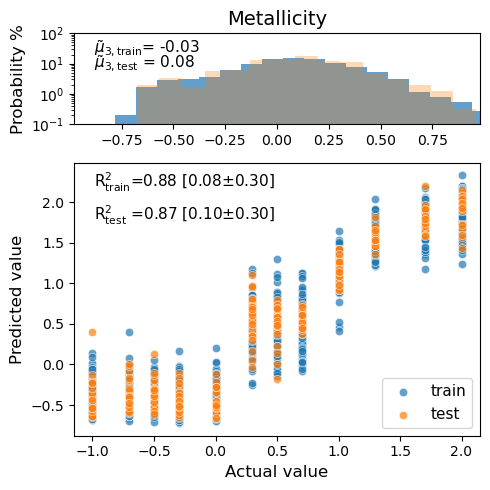 Metallicity
Probability %
10²
10¹
10⁰
10⁻¹
μ̃₃,train= -0.03
μ̃₃,test = 0.08
−0.75 −0.50 −0.25 0.00 0.25 0.50 0.75
Predicted value
2.0
1.5
1.0
0.5
0.0
−0.5
R²train=0.88 [0.08±0.30]
R²test =0.87 [0.10±0.30]
train
test
−1.0 −0.5 0.0 0.5 1.0 1.5 2.0
Actual value